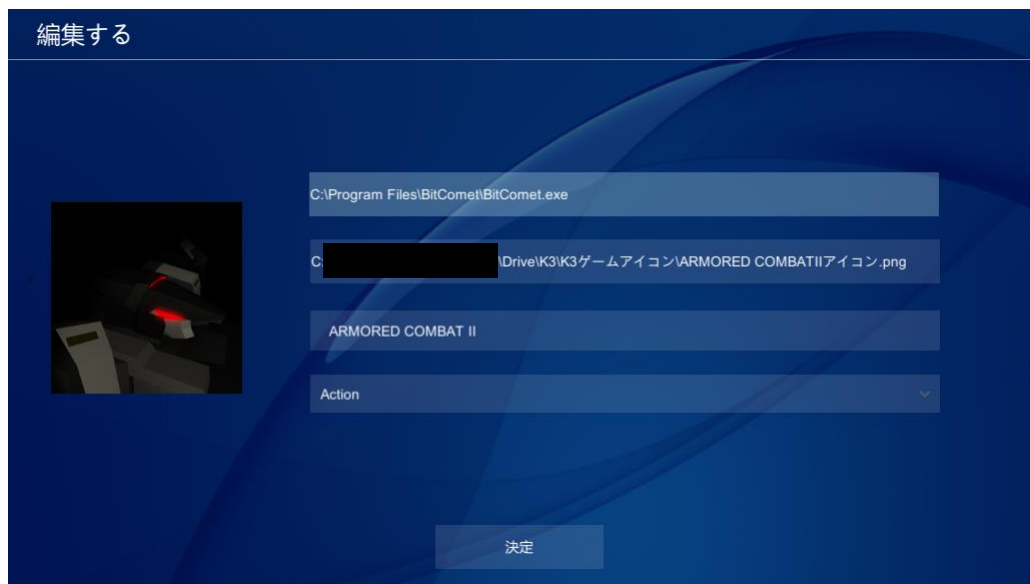 編集する
C:\Program Files\BitComet\BitComet.exe
C: \Drive\K3\K3ゲームアイコン\ARMORED COMBATIIアイコン.png
ARMORED COMBAT II
Action
決定